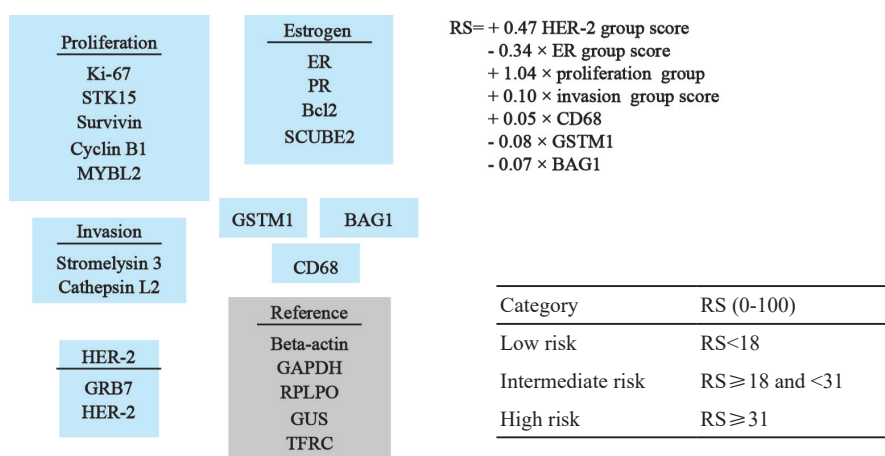 Proliferation
Ki-67
STK15
Survivin
Cyclin B1
MYBL2
Estrogen
ER
PR
Bcl2
SCUBE2
RS= + 0.47 HER-2 group score
- 0.34 × ER group score
+ 1.04 × proliferation group
+ 0.10 × invasion group score
+ 0.05 × CD68
- 0.08 × GSTM1
- 0.07 × BAG1
GSTM1
BAG1
CD68
Invasion
Stromelysin 3
Cathepsin L2
HER-2
GRB7
HER-2
Reference
Beta-actin
GAPDH
RPLPO
GUS
TFRC
Category RS (0-100)
Low risk RS<18
Intermediate risk RS≥18 and <31
High risk RS≥31